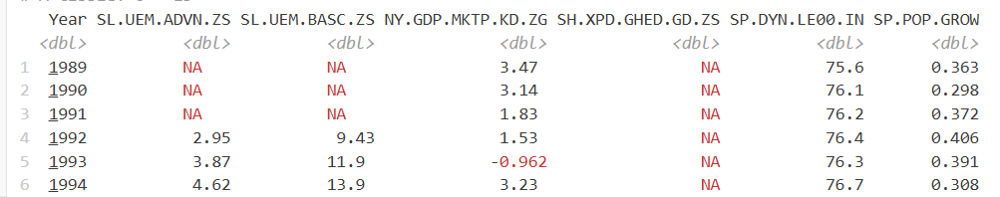 Year SL.UEM.ADVN.ZS SL.UEM.BASC.ZS NY.GDP.MKTP.KD.ZG SH.XPD.GHED.GD.ZS SP.DYN.LE00.IN SP.POP.GROW
<dbl> <dbl> <dbl> <dbl> <dbl> <dbl> <dbl>
1 1989 NA NA 3.47 NA 75.6 0.363
2 1990 NA NA 3.14 NA 76.1 0.298
3 1991 NA NA 1.83 NA 76.2 0.372
4 1992 2.95 9.43 1.53 NA 76.4 0.406
5 1993 3.87 11.9 -0.962 NA 76.3 0.391
6 1994 4.62 13.9 3.23 NA 76.7 0.308